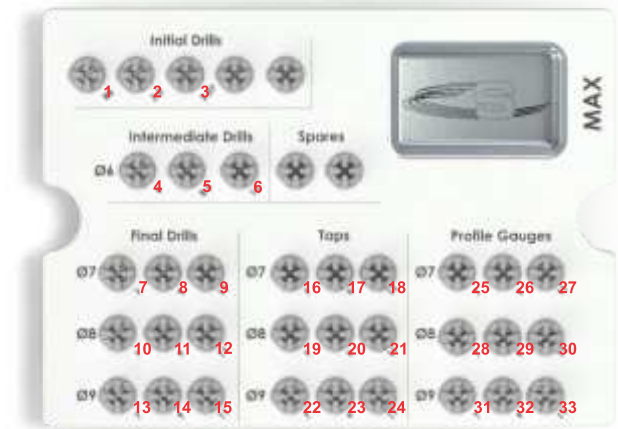 Initial Drills
1 2 3
MAX
Intermediate Drills Spares
Ø6 4 5 6
Final Drills Taps Profile Gauges
Ø7 7 8 9 Ø7 16 17 18 Ø7 25 26 27
Ø8 10 11 12 Ø8 19 20 21 Ø8 28 29 30
Ø9 13 14 15 Ø9 22 23 24 Ø9 31 32 33